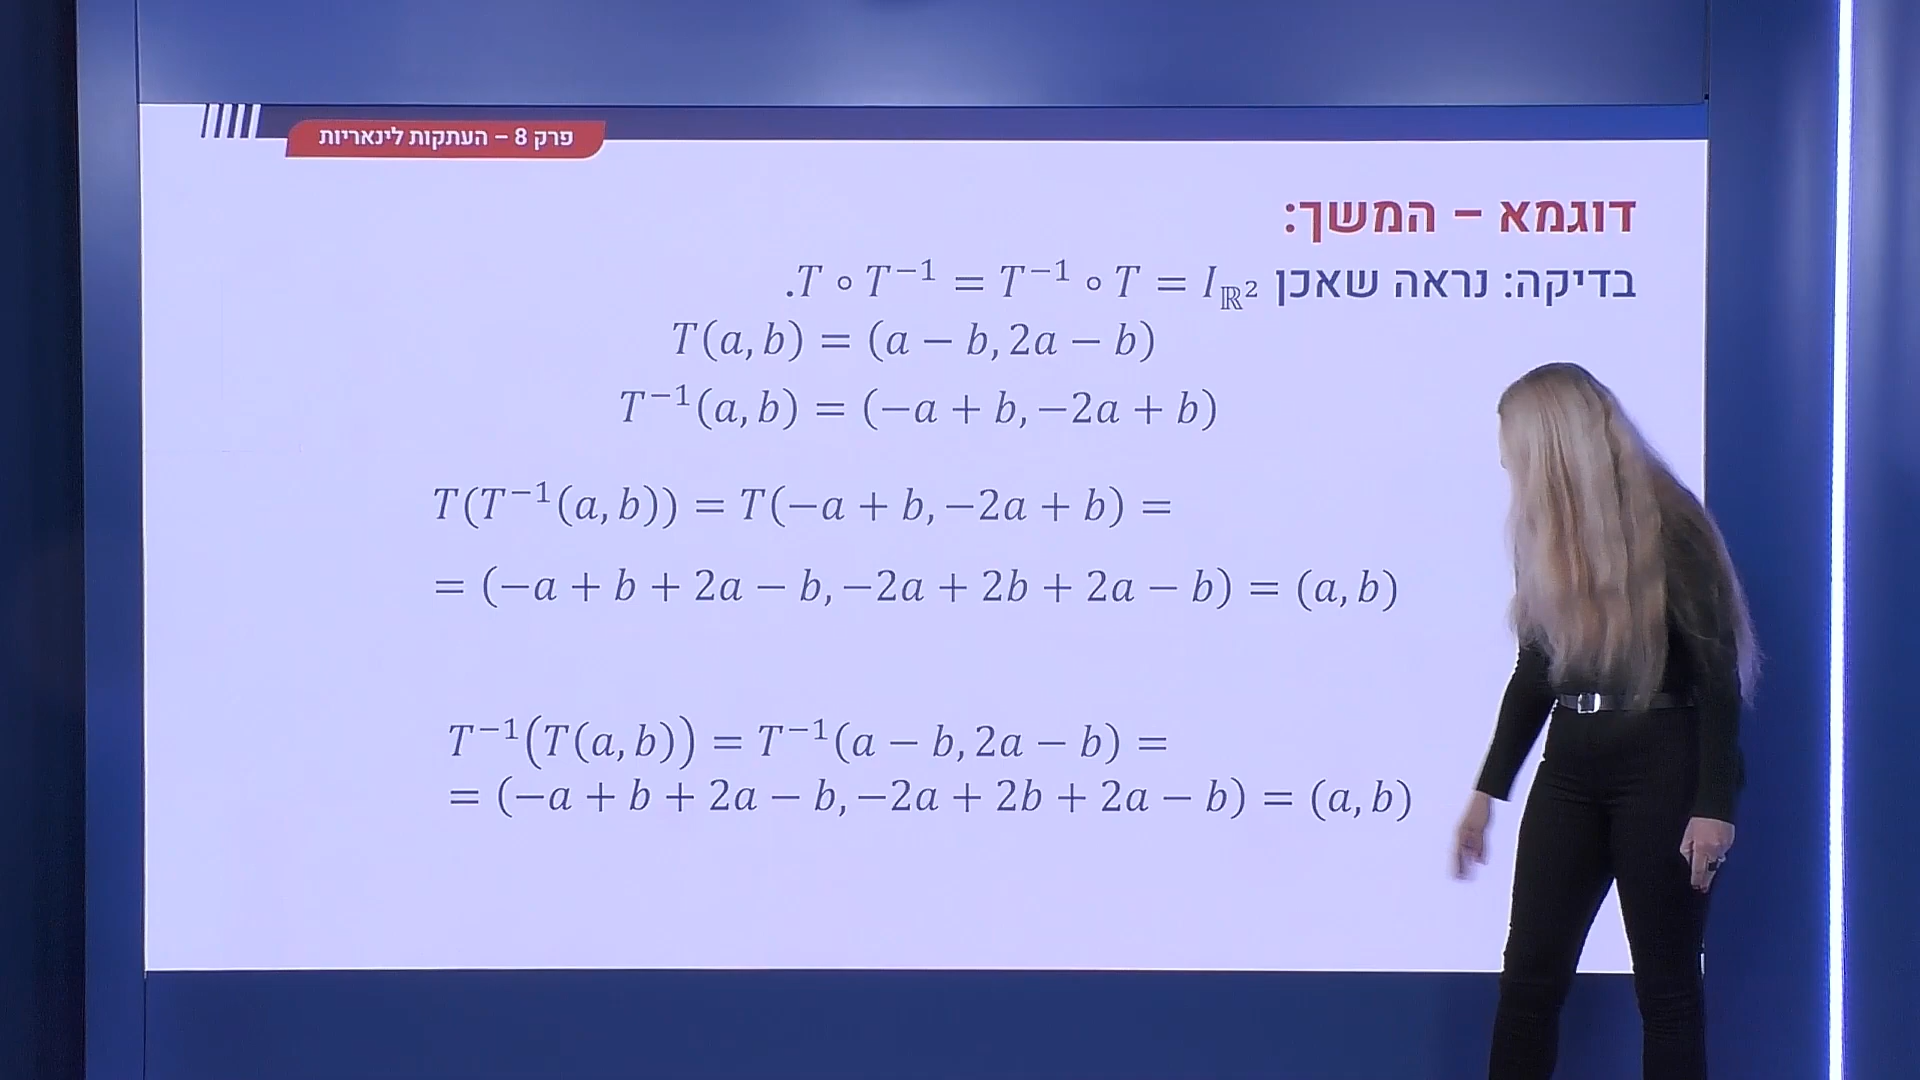 פרק 8 – העתקות לינאריות
דוגמא – המשך:
בדיקה: נראה שאכן $T \circ T^{-1} = T^{-1} \circ T = I_{\mathbb{R}^2}$.
$T(a, b) = (a - b, 2a - b)$
$T^{-1}(a, b) = (-a + b, -2a + b)$
$T(T^{-1}(a, b)) = T(-a + b, -2a + b) =$
$= (-a + b + 2a - b, -2a + 2b + 2a - b) = (a, b)$
$T^{-1}(T(a, b)) = T^{-1}(a - b, 2a - b) =$
$= (-a + b + 2a - b, -2a + 2b + 2a - b) = (a, b)$